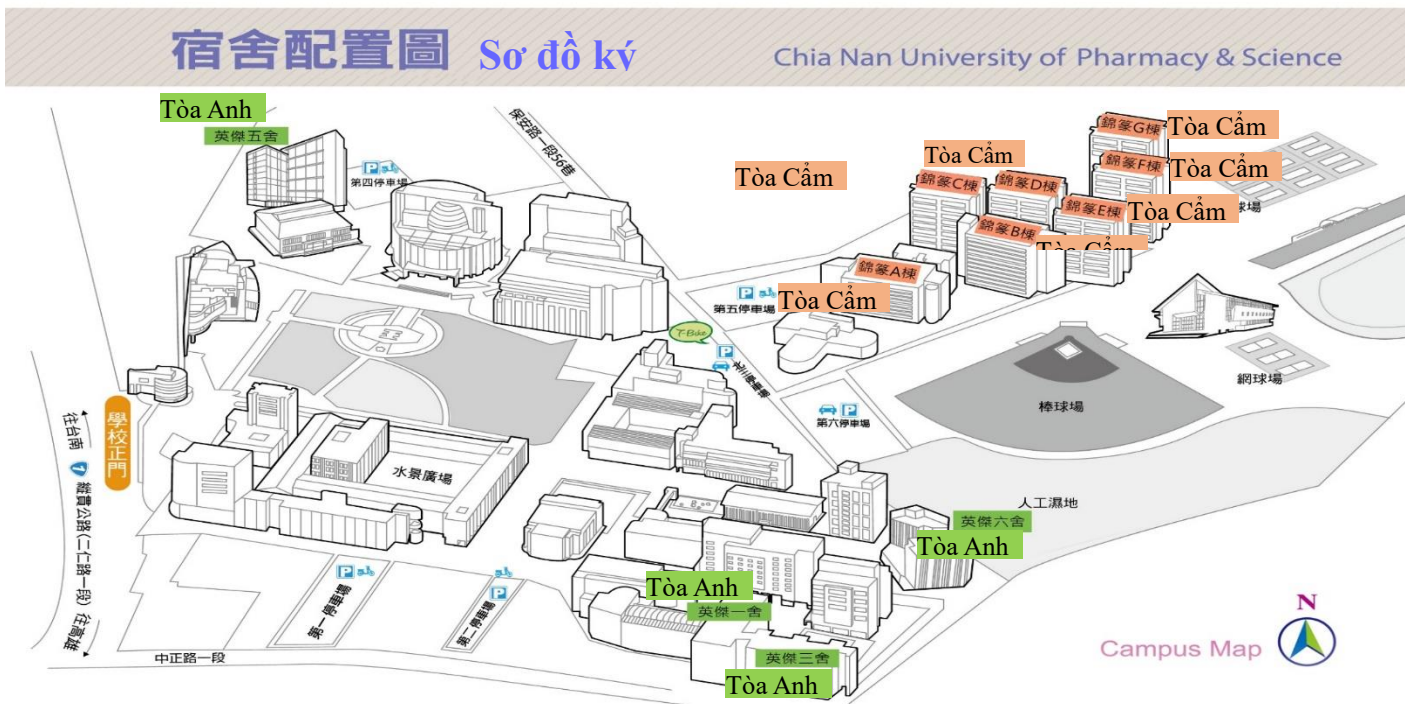 宿舍配置圖 Sơ đồ ký Chia Nan University of Pharmacy & Science
Tòa Anh
英傑五舍
第四停車場
保安路一段56巷
Tòa Cẩm
Tòa Cẩm
錦篆C棟
錦篆D棟
錦篆G棟
Tòa Cẩm
錦篆F棟
Tòa Cẩm
錦篆E棟
Tòa Cẩm
球場
錦篆B棟
Tòa Cẩm
錦篆A棟
Tòa Cẩm
第五停車場
T-Bike
第三停車場
第六停車場
棒球場
網球場
學校正門
往台南
1
縱貫公路(二仁路一段)
往高雄
水景廣場
人工濕地
英傑六舍
Tòa Anh
第一停車場
第二停車場
Tòa Anh
英傑一舍
英傑三舍
Tòa Anh
中正路一段
N
Campus Map